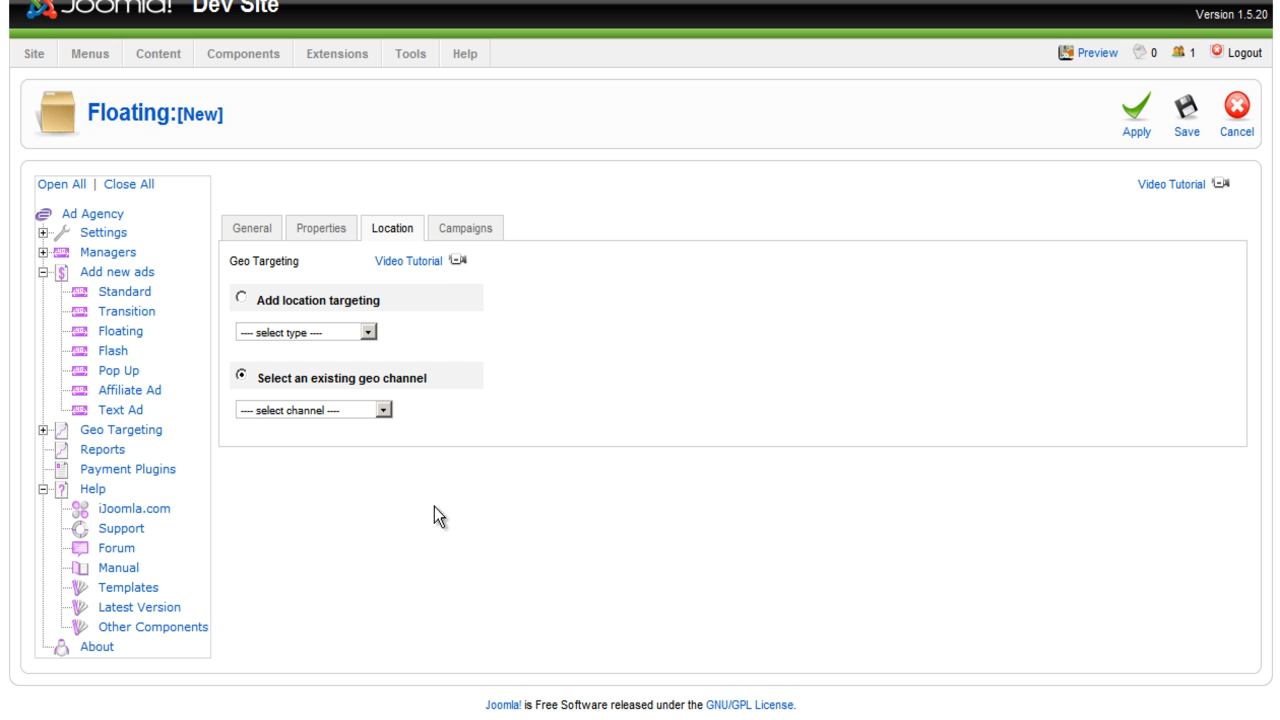 Joomla! Dev Site
Version 1.5.20
Site Menus Content Components Extensions Tools Help Preview 0 1 Logout
Floating:[New]
Apply Save Cancel
Open All | Close All
Video Tutorial
Ad Agency
Settings
Managers
Add new ads
Standard
Transition
Floating
Flash
Pop Up
Affiliate Ad
Text Ad
Geo Targeting
Reports
Payment Plugins
Help
iJoomla.com
Support
Forum
Manual
Templates
Latest Version
Other Components
About
General Properties Location Campaigns
Geo Targeting Video Tutorial
Add location targeting
---- select type ----
Select an existing geo channel
---- select channel ----
Joomla! is Free Software released under the GNU/GPL License.